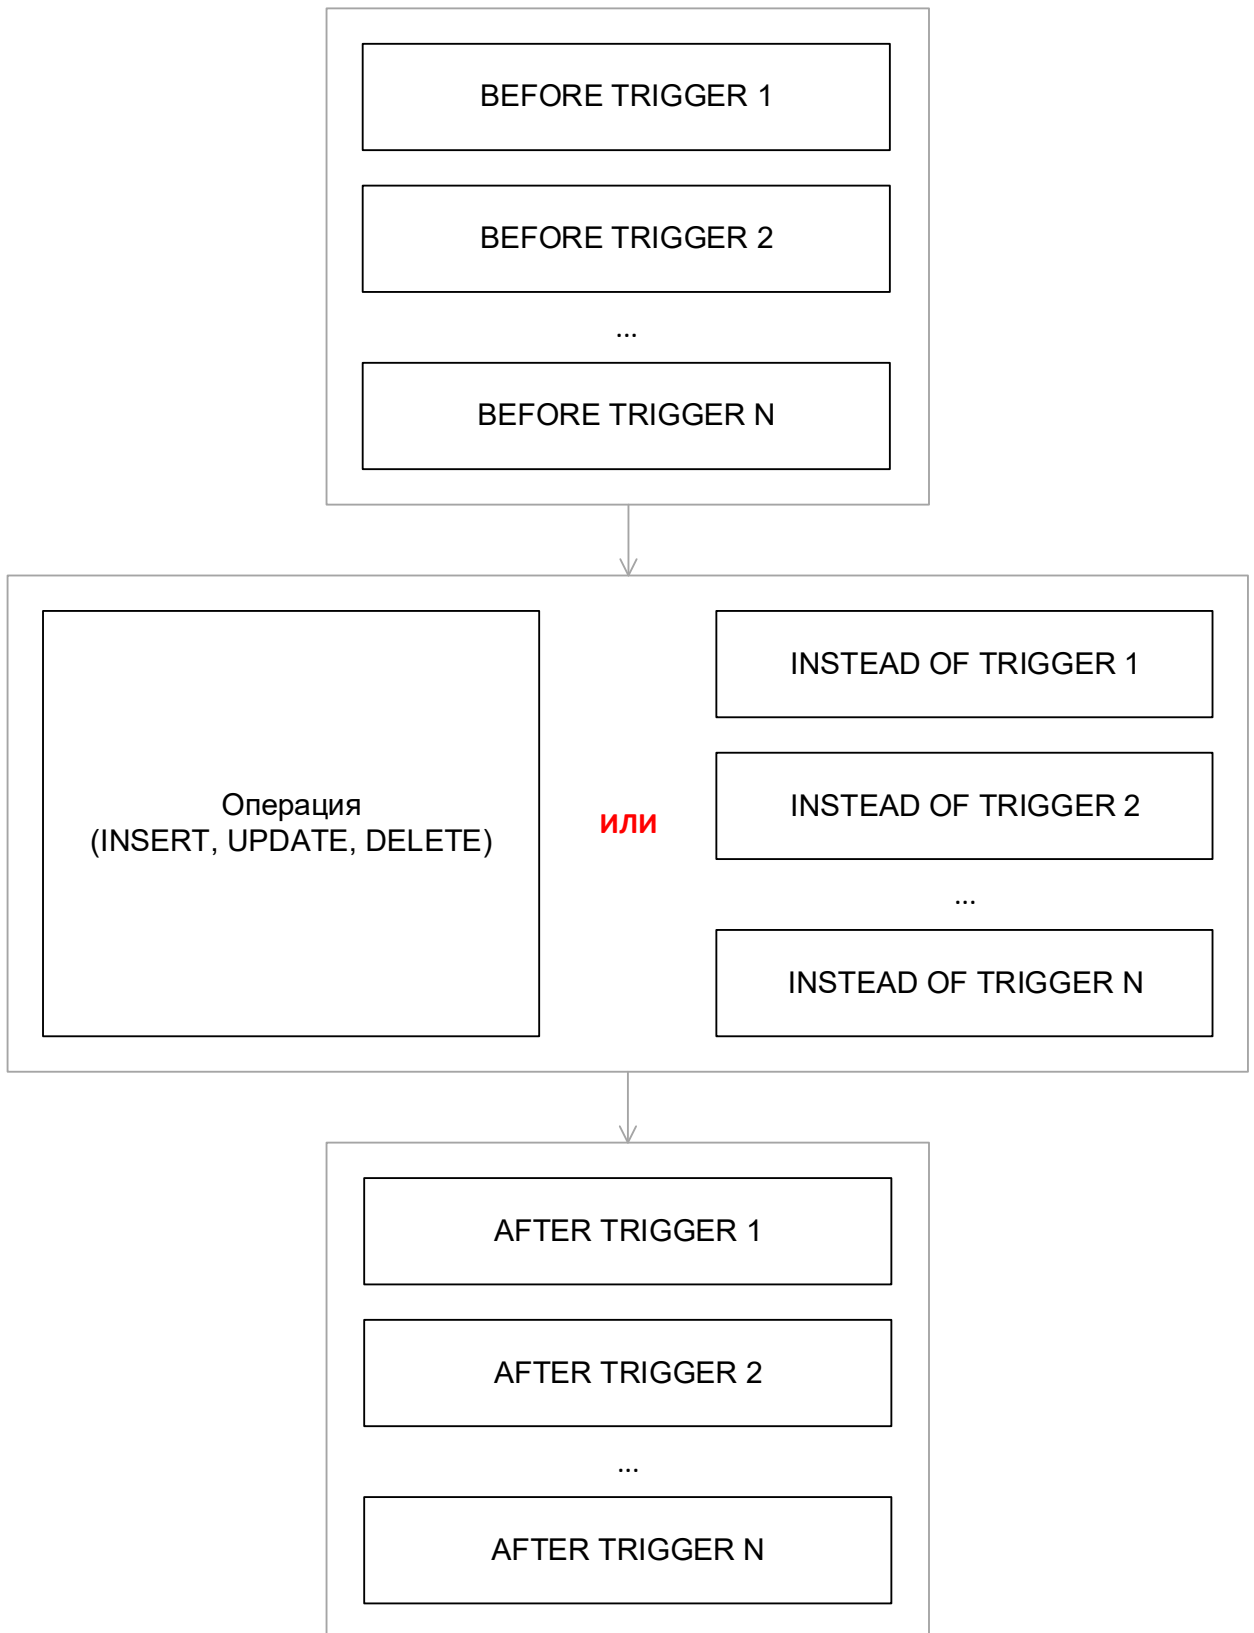 BEFORE TRIGGER 1
BEFORE TRIGGER 2
...
BEFORE TRIGGER N
Операция
(INSERT, UPDATE, DELETE)
или
INSTEAD OF TRIGGER 1
INSTEAD OF TRIGGER 2
...
INSTEAD OF TRIGGER N
AFTER TRIGGER 1
AFTER TRIGGER 2
...
AFTER TRIGGER N